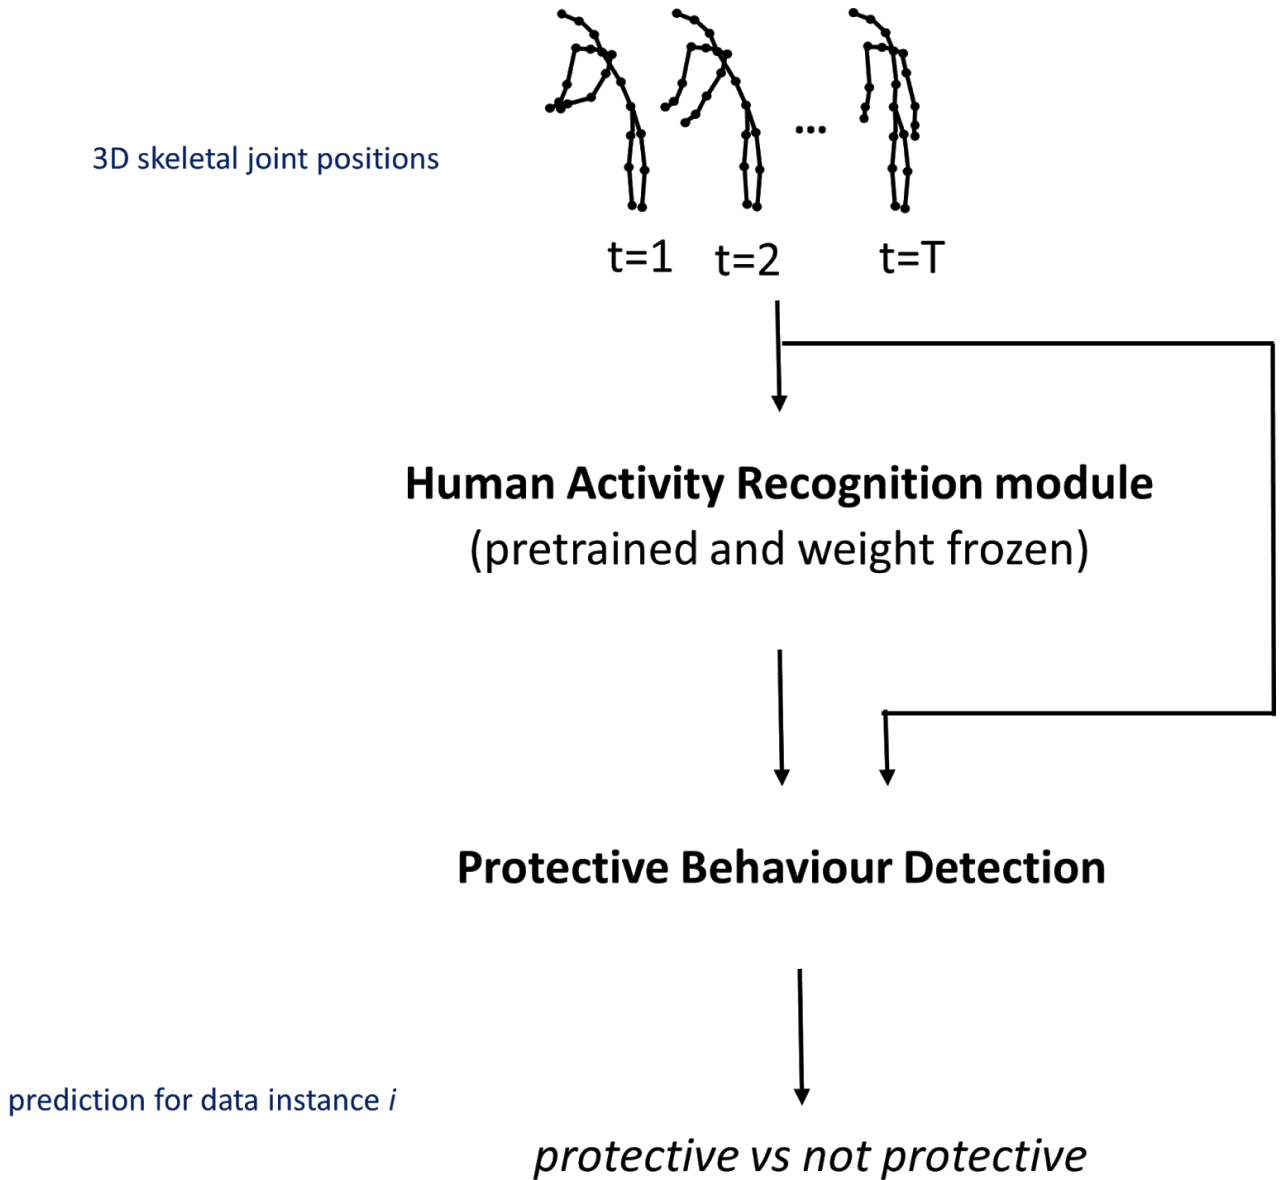 3D skeletal joint positions
...
t=1 t=2 t=T
Human Activity Recognition module
(pretrained and weight frozen)
Protective Behaviour Detection
prediction for data instance i
protective vs not protective